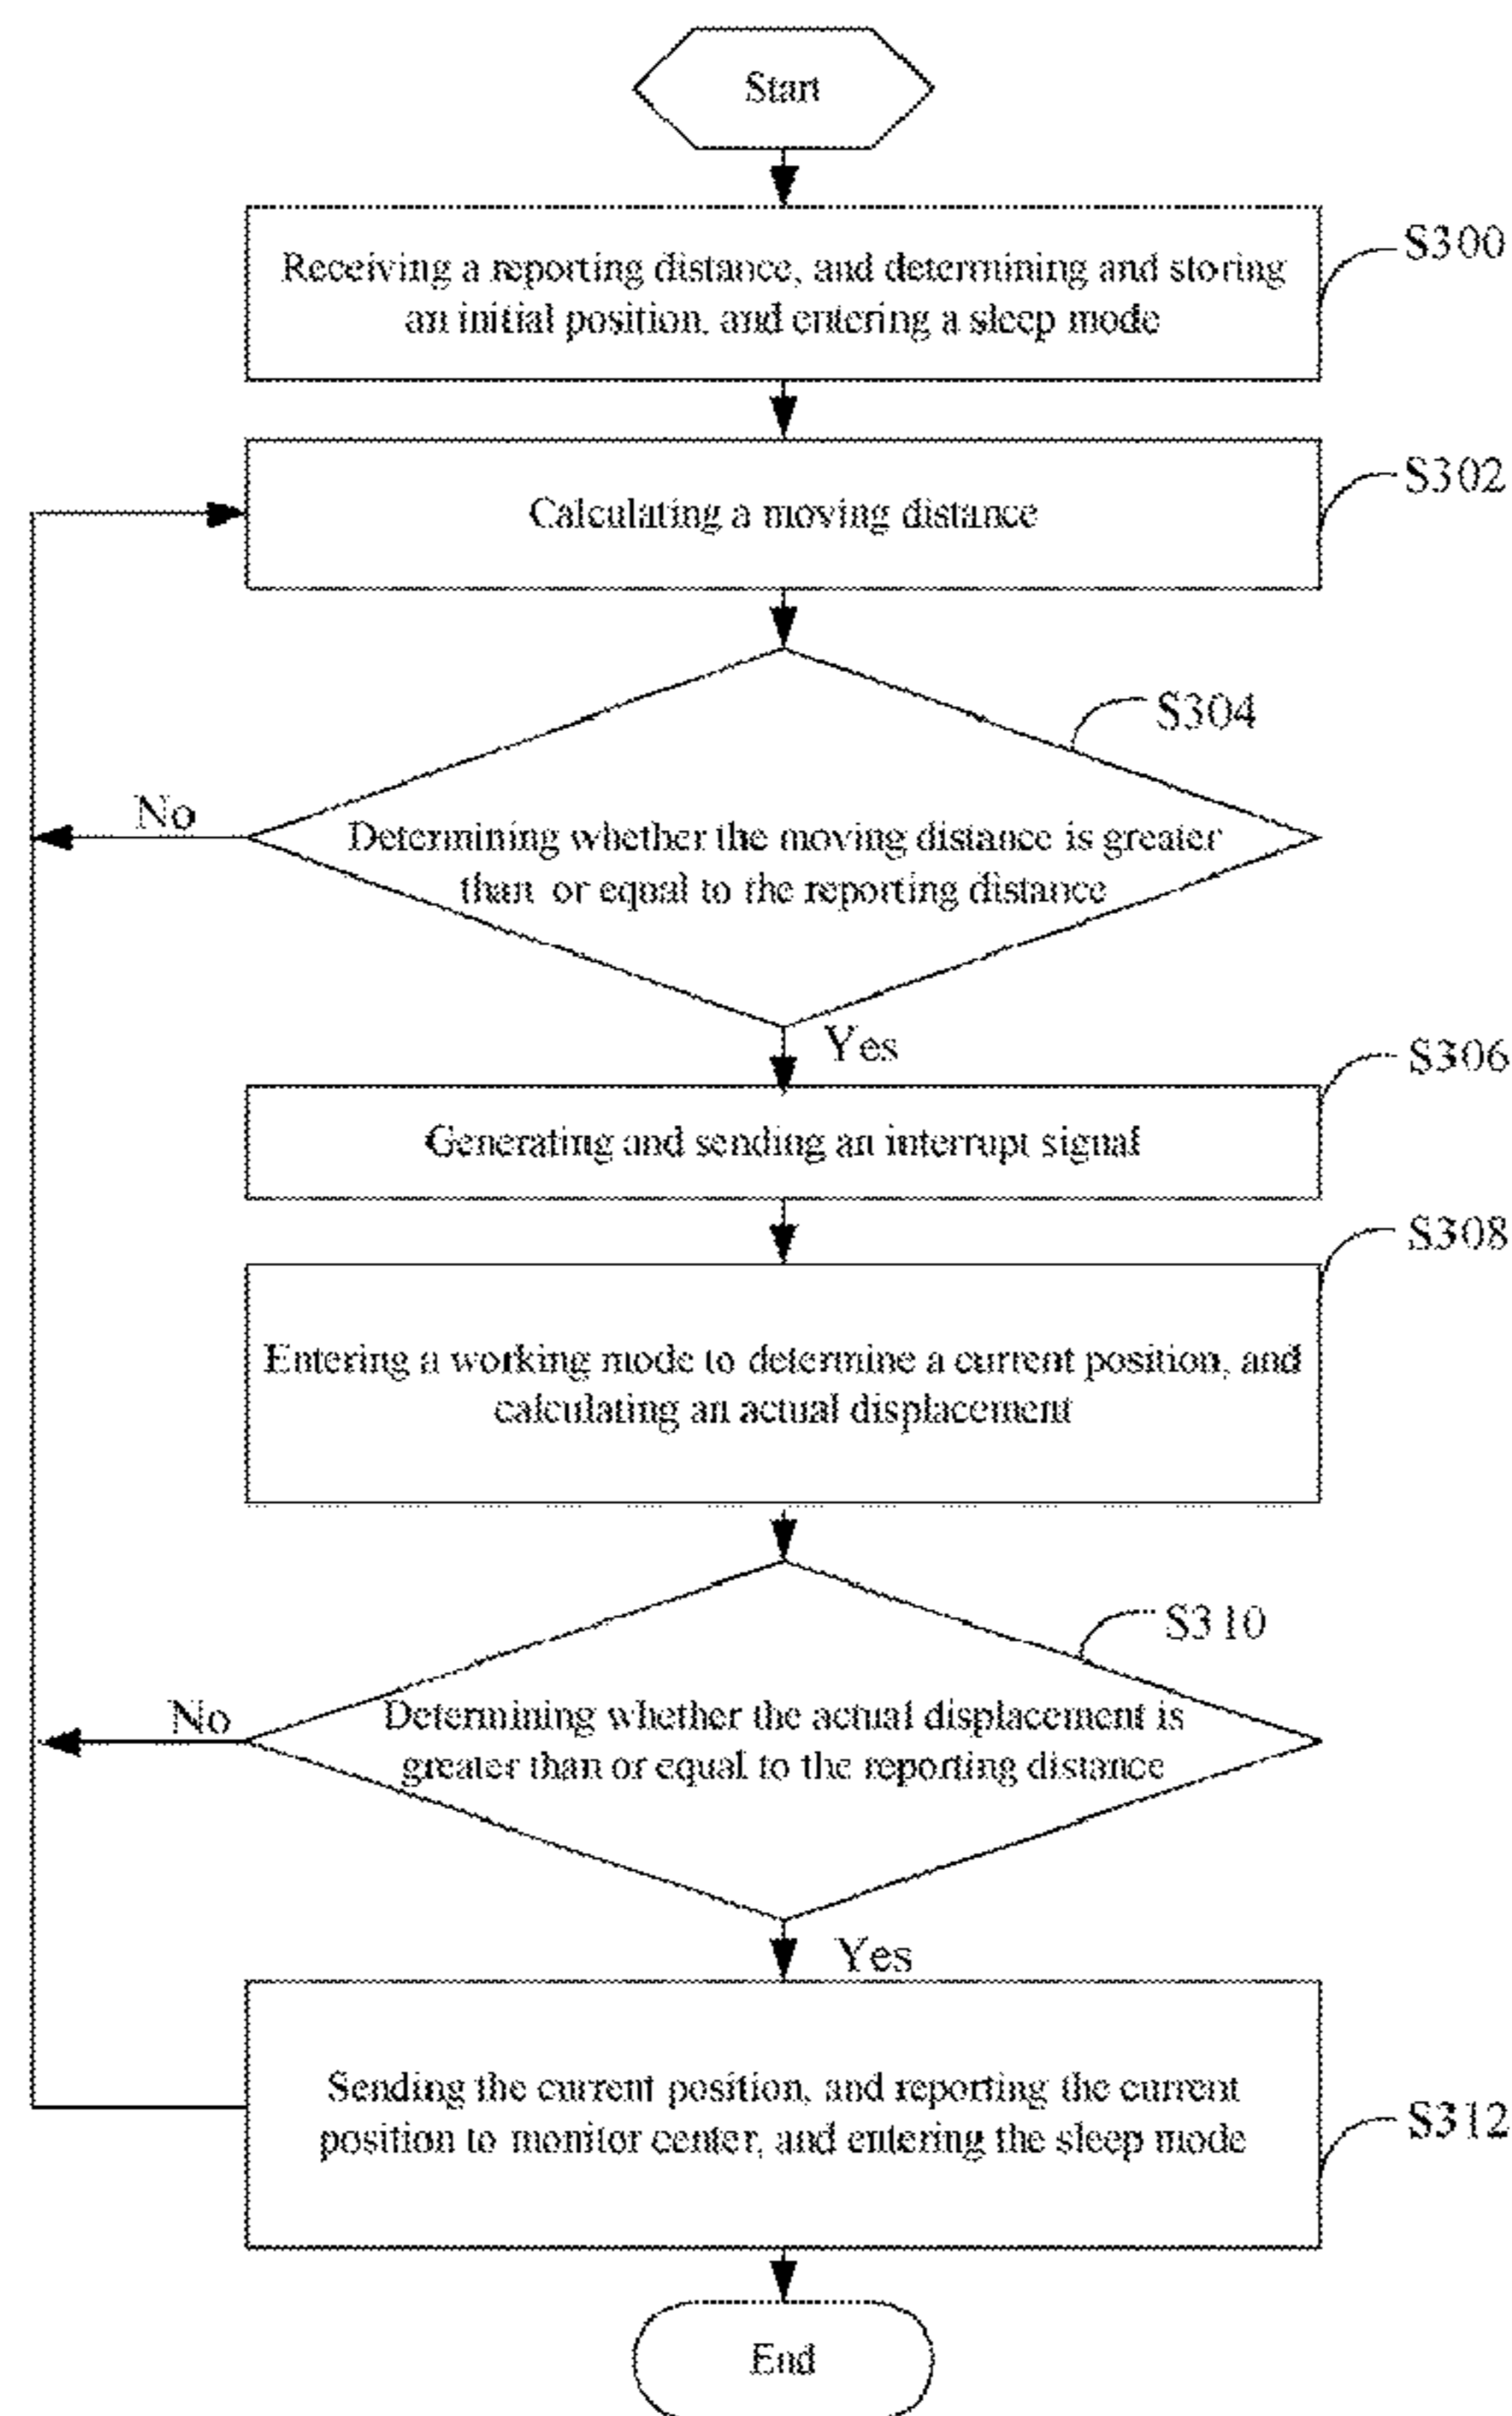 Start
Receiving a reporting distance, and determining and storing
an initial position, and entering a sleep mode
S300
Calculating a moving distance
S302
S304
No
Determining whether the moving distance is greater
than or equal to the reporting distance
Yes
S306
Generating and sending an interrupt signal
S308
Entering a working mode to determine a current position, and
calculating an actual displacement
S310
No
Determining whether the actual displacement is
greater than or equal to the reporting distance
Yes
Sending the current position, and reporting the current
position to monitor center, and entering the sleep mode
S312
End